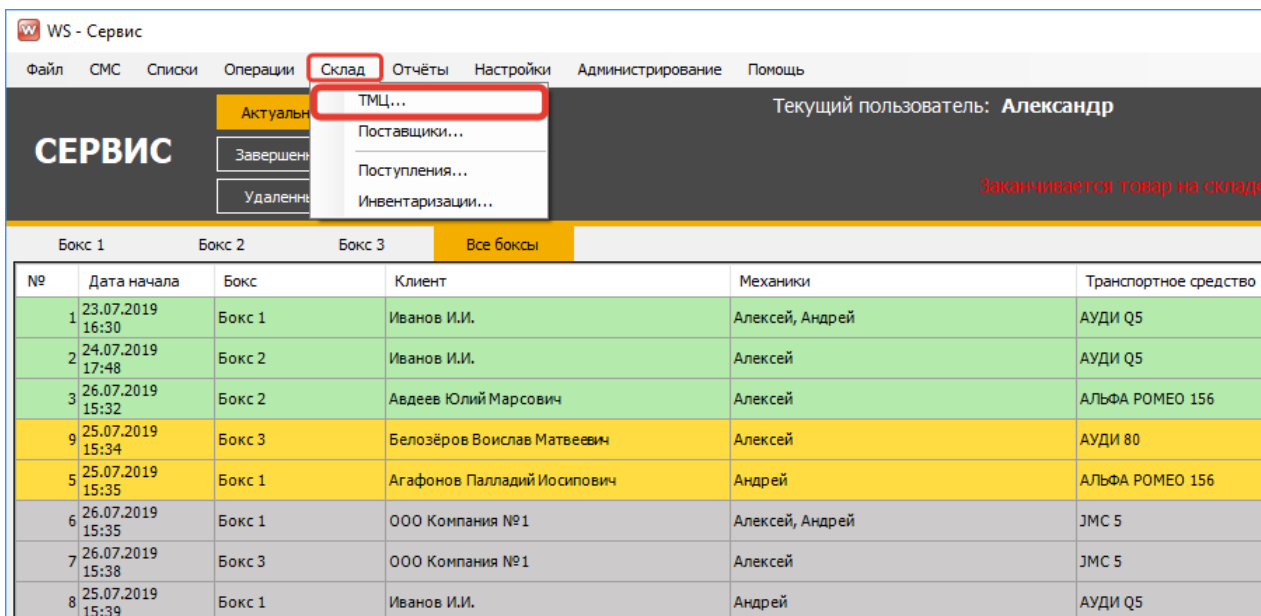 WS - Сервис
Файл СМС Списки Операции Склад Отчёты Настройки Администрирование Помощь
ТМЦ...
Поставщики...
Поступления...
Инвентаризации...
СЕРВИС
Актуальн
Завершен
Удаленн
Текущий пользователь: Александр
Заканчивается товар на складе
Бокс 1 Бокс 2 Бокс 3 Все боксы
№ Дата начала Бокс Клиент Механики Транспортное средство
1 23.07.2019 16:30 Бокс 1 Иванов И.И. Алексей, Андрей АУДИ Q5
2 24.07.2019 17:48 Бокс 2 Иванов И.И. Алексей АУДИ Q5
3 26.07.2019 15:32 Бокс 2 Авдеев Юлий Марсович Алексей АЛЬФА РОМЕО 156
9 25.07.2019 15:34 Бокс 3 Белозёров Воислав Матвеевич Алексей АУДИ 80
5 25.07.2019 15:35 Бокс 1 Агафонов Палладий Иосипович Андрей АЛЬФА РОМЕО 156
6 26.07.2019 15:35 Бокс 1 ООО Компания №1 Алексей, Андрей JMC 5
7 26.07.2019 15:38 Бокс 3 ООО Компания №1 Алексей JMC 5
8 25.07.2019 15:39 Бокс 1 Иванов И.И. Андрей АУДИ Q5